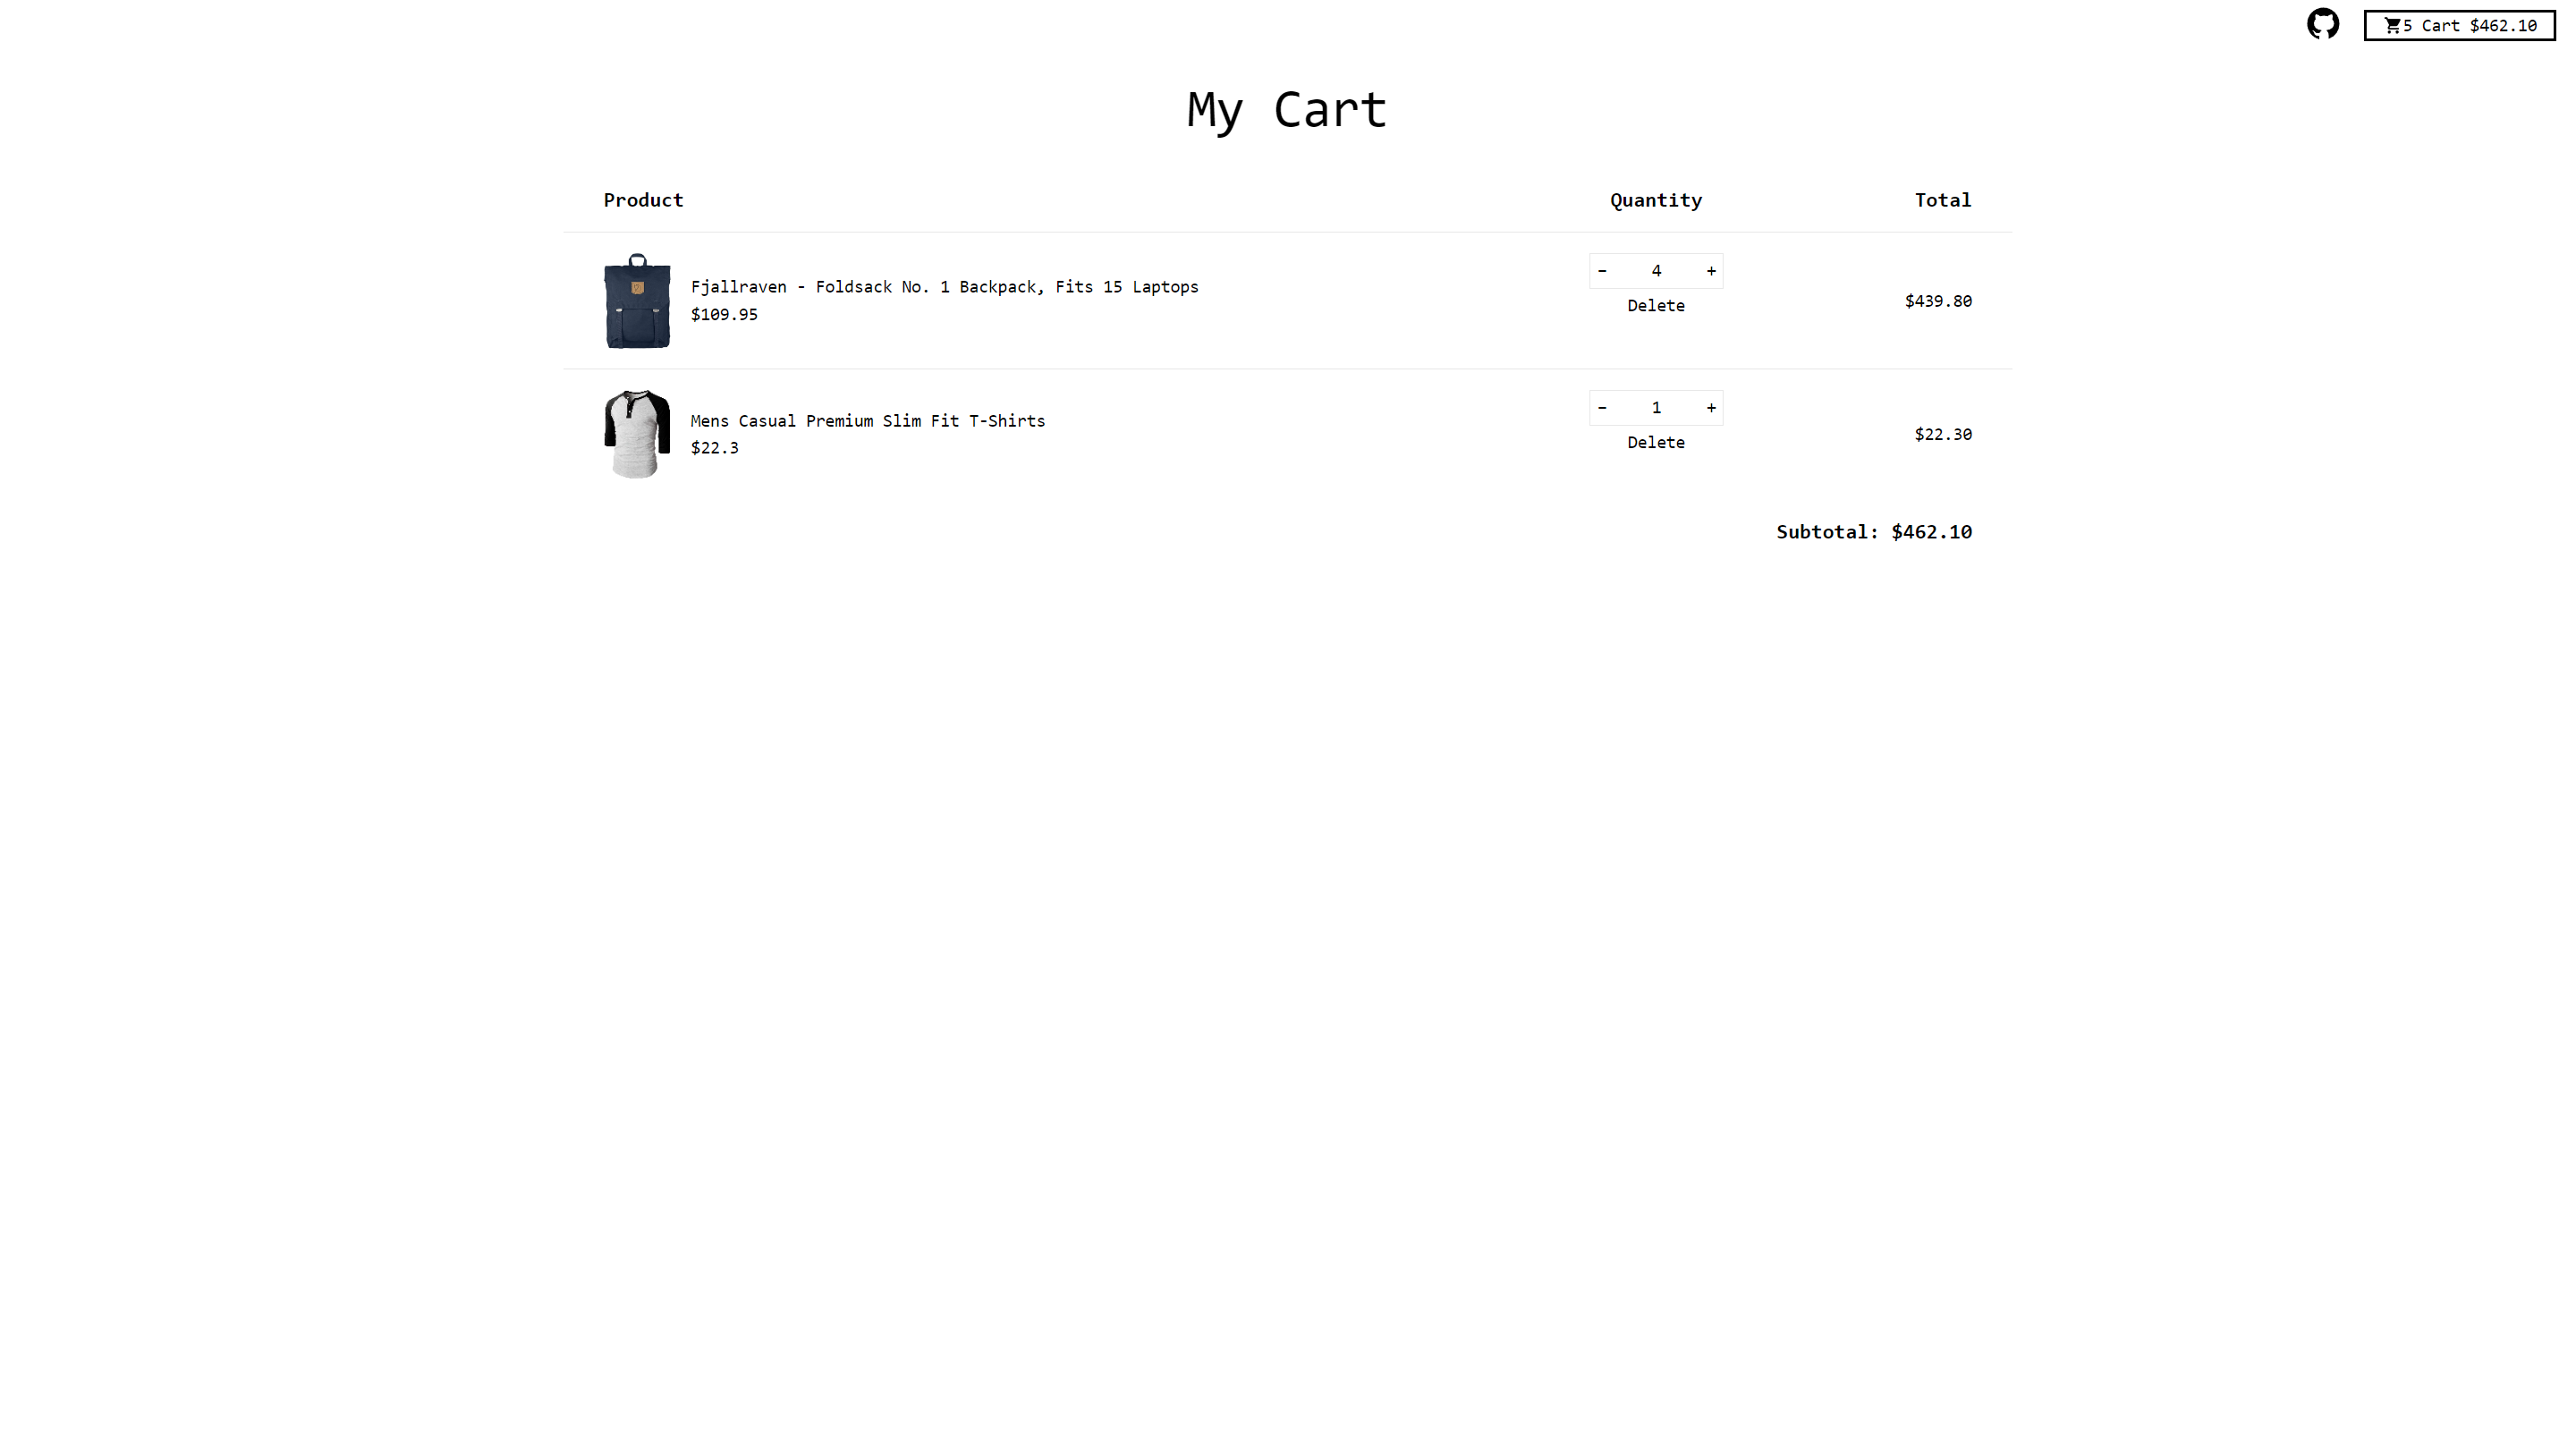 5 Cart $462.10
My Cart
Product Quantity Total
Fjallraven - Foldsack No. 1 Backpack, Fits 15 Laptops
$109.95
- 4 +
Delete
$439.80
Mens Casual Premium Slim Fit T-Shirts
$22.3
- 1 +
Delete
$22.30
Subtotal: $462.10